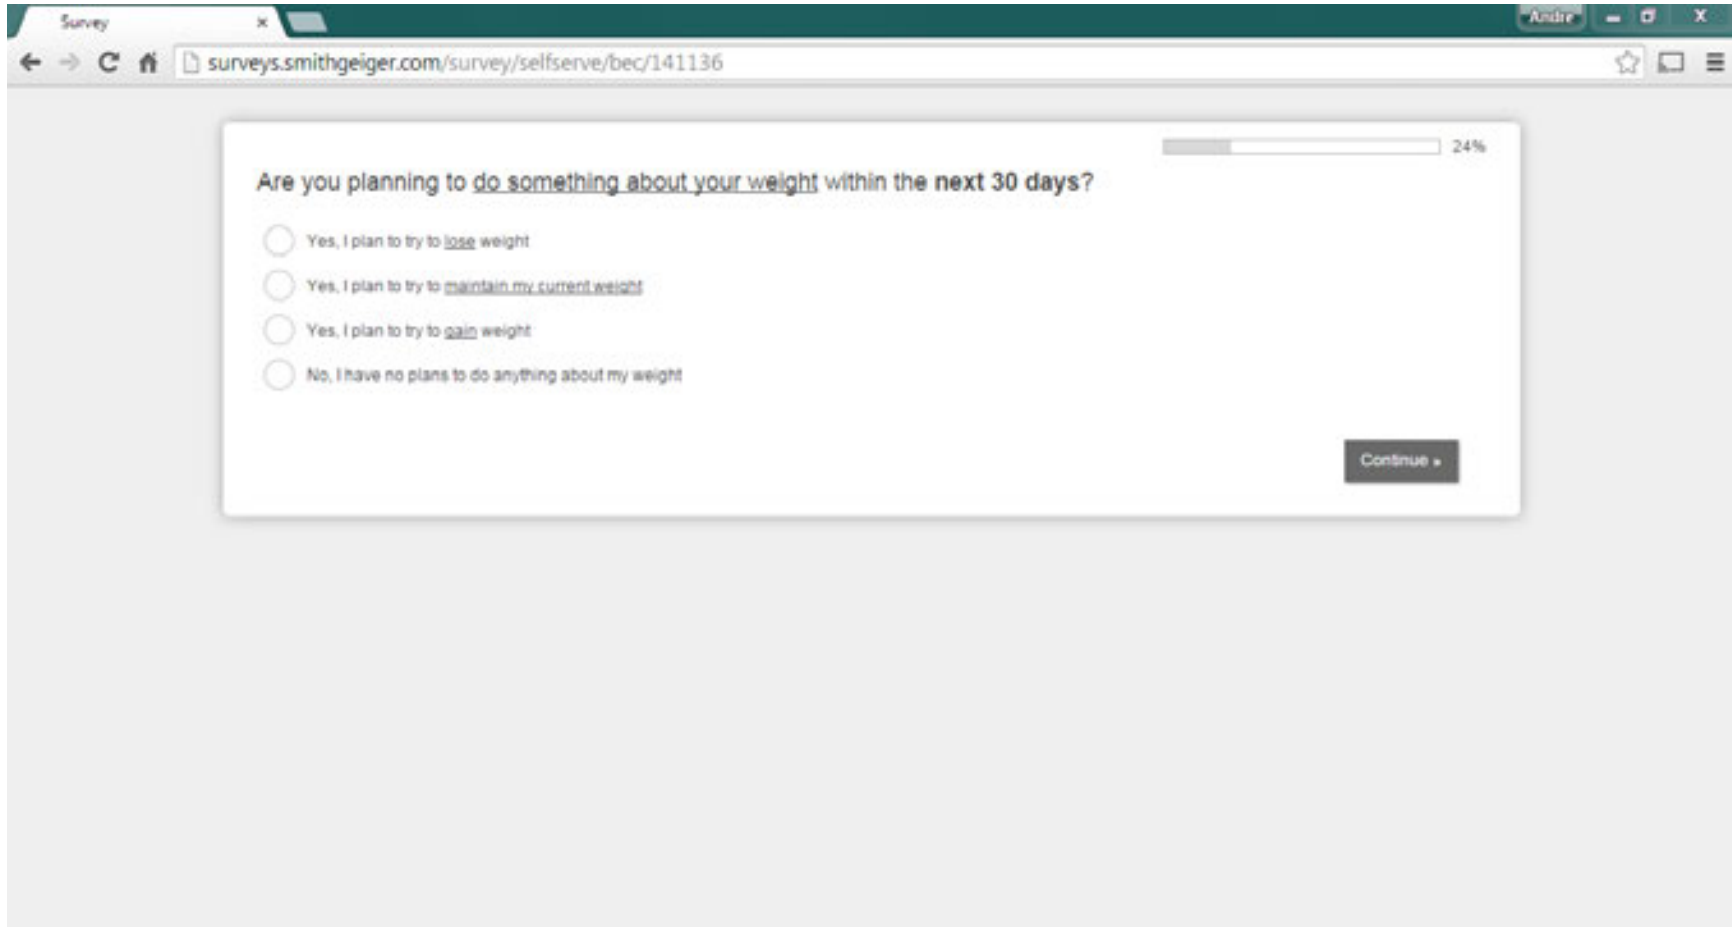 Survey
Andre
surveys.smithgeiger.com/survey/selfserve/bec/141136
24%
Are you planning to do something about your weight within the next 30 days?
Yes, I plan to try to lose weight
Yes, I plan to try to maintain my current weight
Yes, I plan to try to gain weight
No, I have no plans to do anything about my weight
Continue »